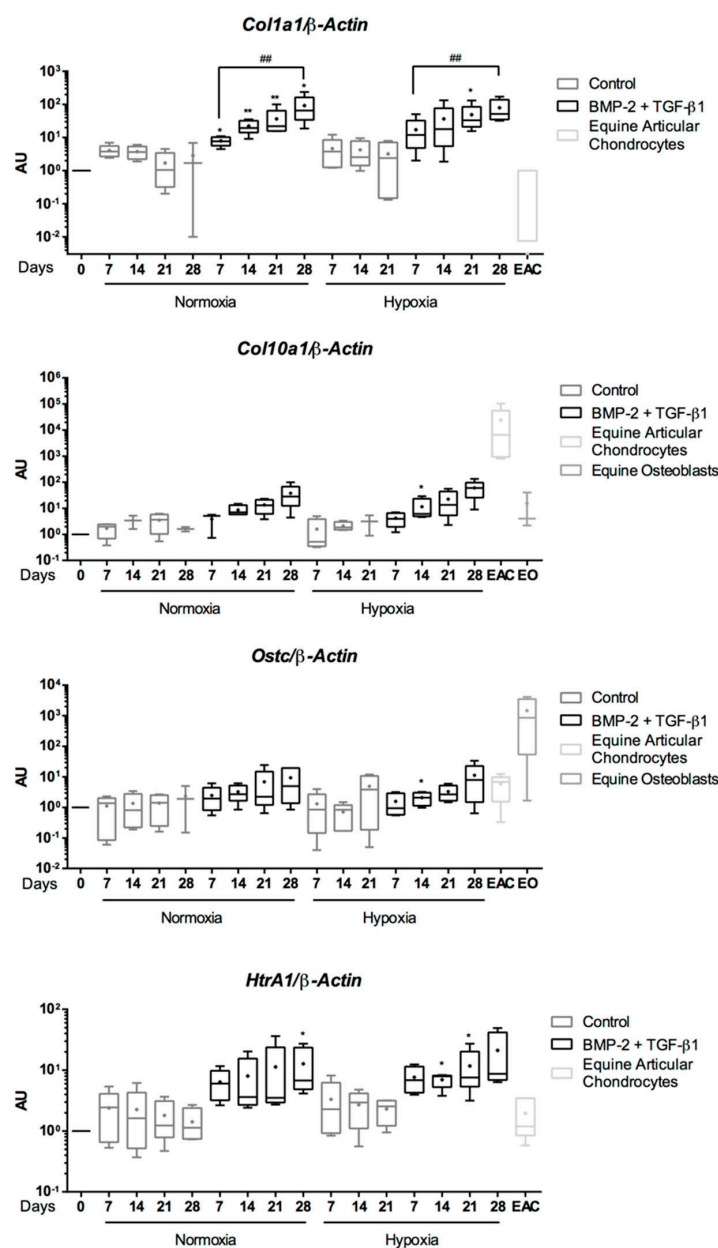 Col1a1/β-Actin
##
##
Control
BMP-2 + TGF-β1
Equine Articular
Chondrocytes
AU
10³
10²
10¹
10⁰
10⁻¹
10⁻²
* ** ** * *
Days 0 7 14 21 28 7 14 21 28 7 14 21 7 14 21 28 EAC
Normoxia Hypoxia
Col10a1/β-Actin
Control
BMP-2 + TGF-β1
Equine Articular
Chondrocytes
Equine Osteoblasts
AU
10⁶
10⁵
10⁴
10³
10²
10¹
10⁰
10⁻¹
*
Days 0 7 14 21 28 7 14 21 28 7 14 21 7 14 21 28 EAC EO
Normoxia Hypoxia
Ostc/β-Actin
Control
BMP-2 + TGF-β1
Equine Articular
Chondrocytes
Equine Osteoblasts
AU
10⁴
10³
10²
10¹
10⁰
10⁻¹
10⁻²
*
Days 0 7 14 21 28 7 14 21 28 7 14 21 7 14 21 28 EAC EO
Normoxia Hypoxia
HtrA1/β-Actin
Control
BMP-2 + TGF-β1
Equine Articular
Chondrocytes
AU
10²
10¹
10⁰
10⁻¹
* * *
Days 0 7 14 21 28 7 14 21 28 7 14 21 7 14 21 28 EAC
Normoxia Hypoxia